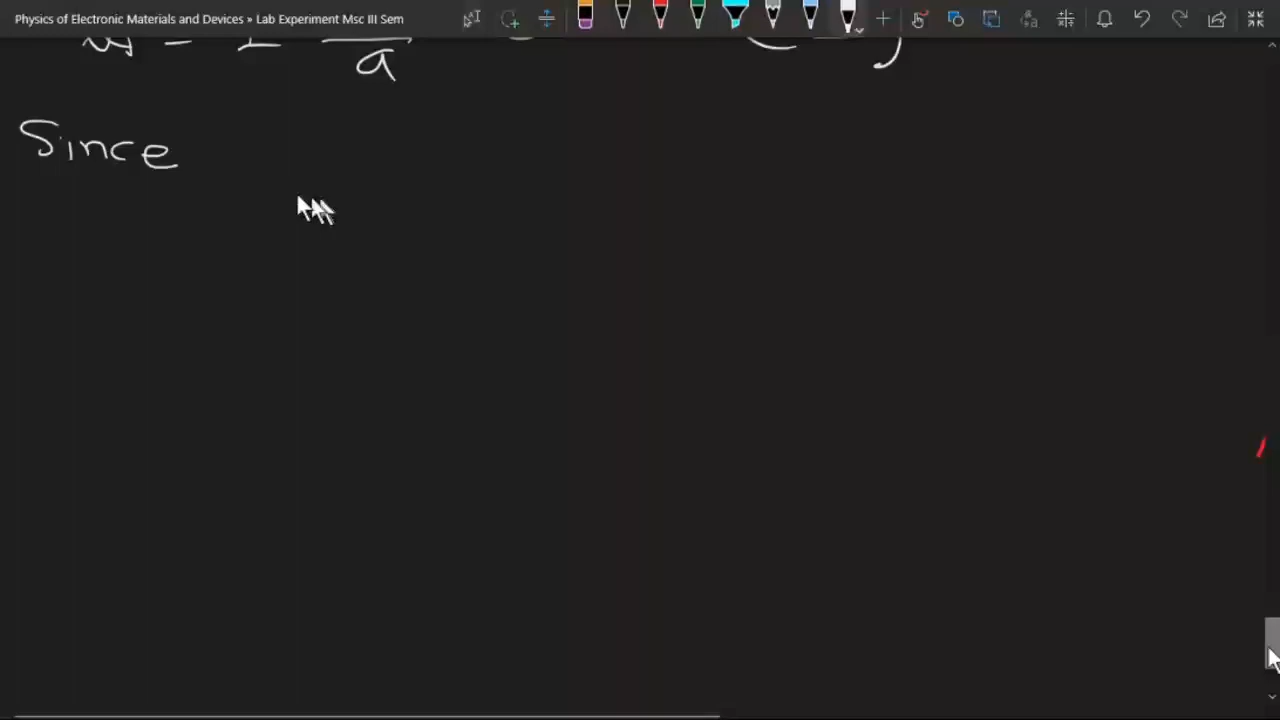 Physics of Electronic Materials and Devices » Lab Experiment Msc III Sem
a
Since